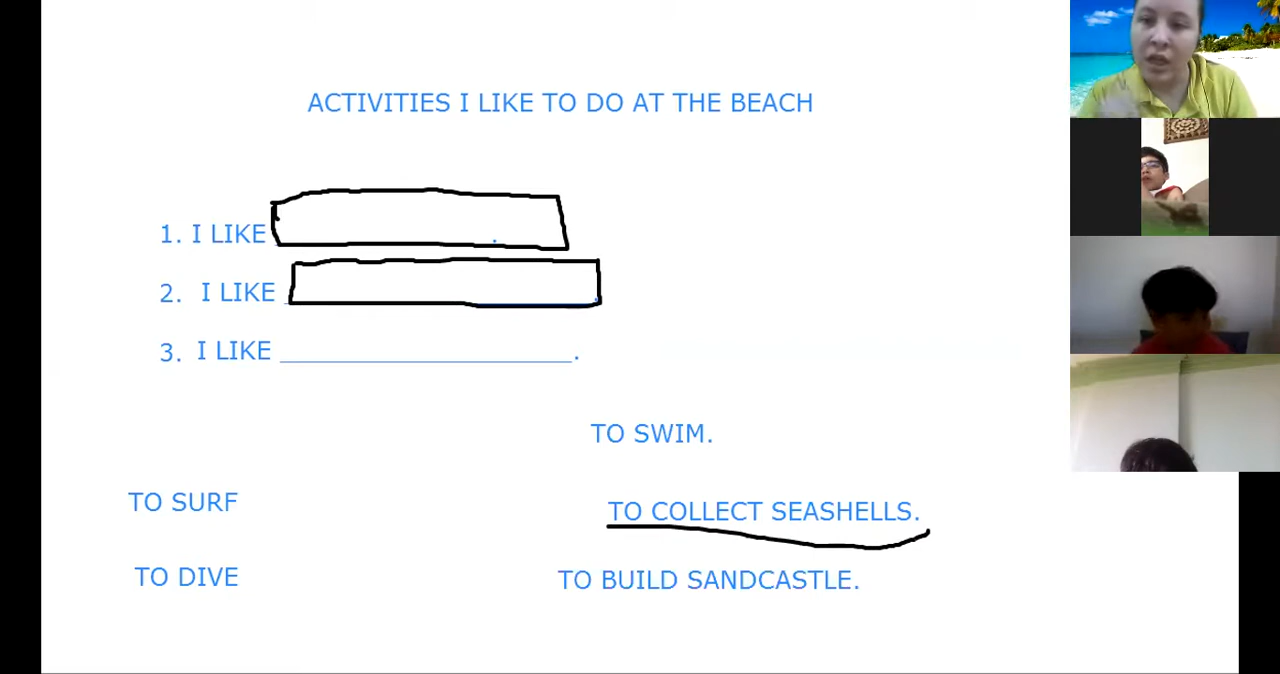 ACTIVITIES I LIKE TO DO AT THE BEACH
1. I LIKE .
2. I LIKE .
3. I LIKE ____________________.
TO SWIM.
TO SURF
TO COLLECT SEASHELLS.
TO DIVE
TO BUILD SANDCASTLE.